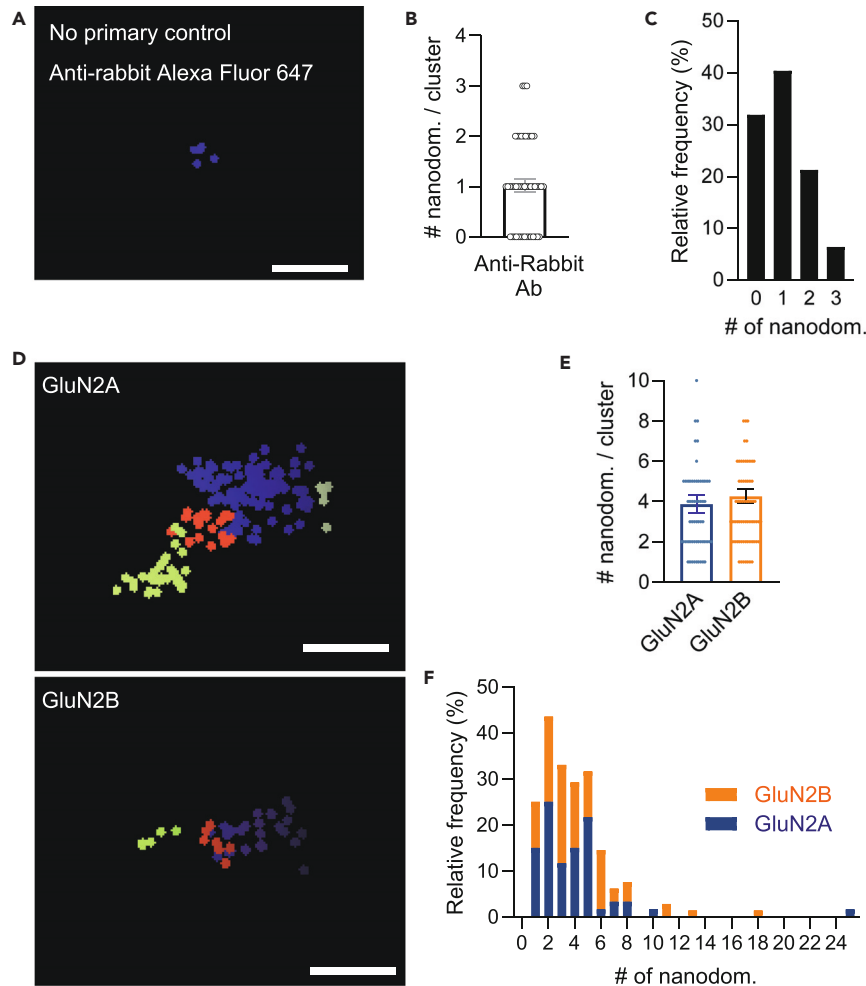 A
No primary control
Anti-rabbit Alexa Fluor 647
B
# nanodom. / cluster
4
3
2
1
0
Anti-Rabbit
Ab
C
Relative frequency (%)
50
40
30
20
10
0
0 1 2 3
# of nanodom.
D
GluN2A
GluN2B
E
# nanodom. / cluster
10
8
6
4
2
0
GluN2A
GluN2B
F
Relative frequency (%)
50
40
30
20
10
0
GluN2B
GluN2A
0 2 4 6 8 10 12 14 16 18 20 22 24
# of nanodom.